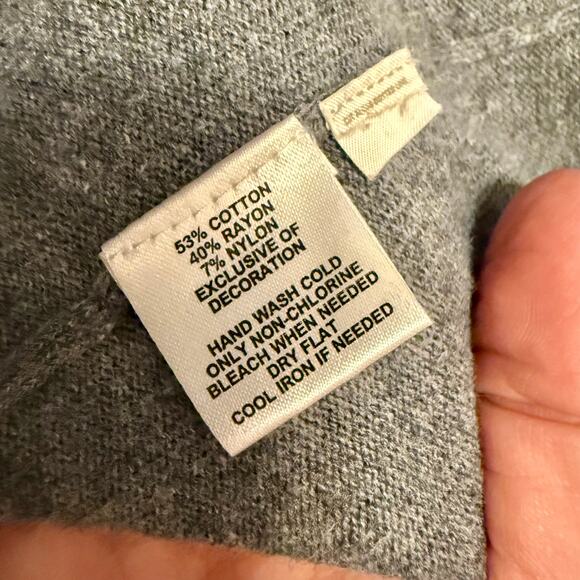 53% COTTON
40% RAYON
7% NYLON
EXCLUSIVE OF
DECORATION
HAND WASH COLD
ONLY NON-CHLORINE
BLEACH WHEN NEEDED
DRY FLAT
COOL IRON IF NEEDED